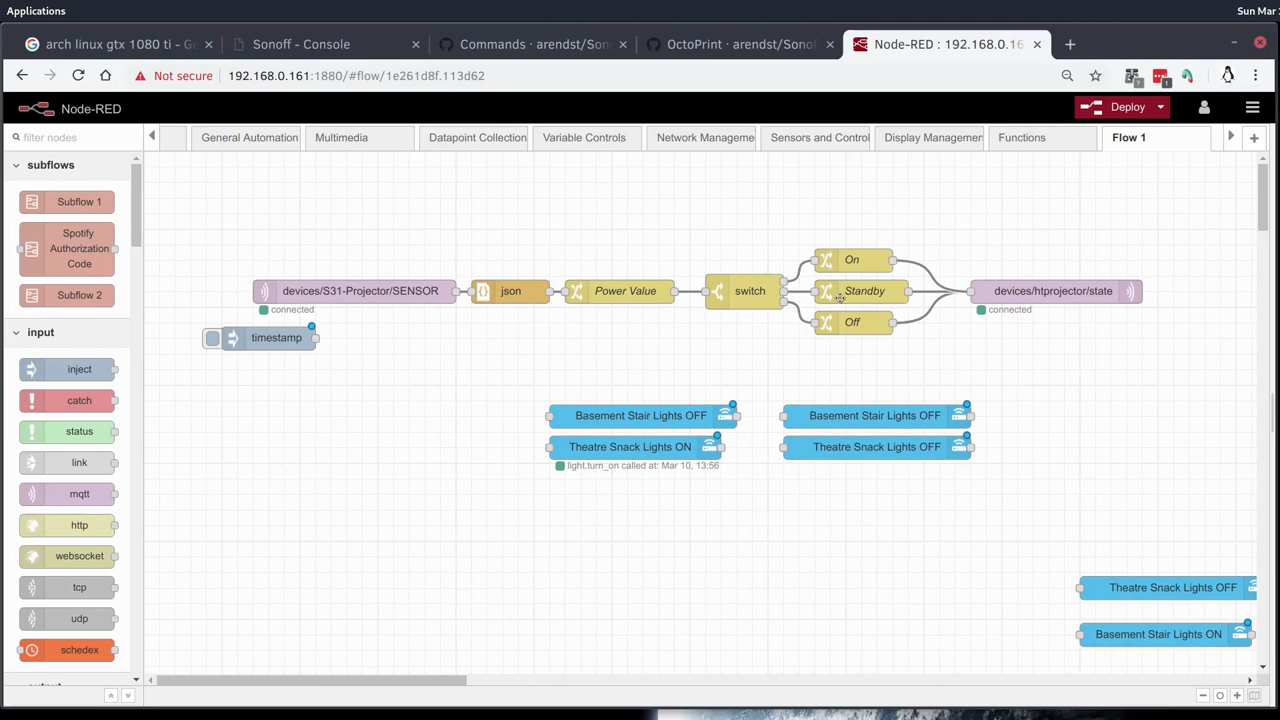 Applications
Sun Mar
arch linux gtx 1080 ti - G
Sonoff - Console
Commands · arendst/Son
OctoPrint · arendst/Sonof
Node-RED : 192.168.0.16
Not secure
192.168.0.161:1880/#flow/1e261d8f.113d62
7
1
Node-RED
Deploy
filter nodes
General Automation
Multimedia
Datapoint Collection
Variable Controls
Network Manageme
Sensors and Control
Display Managemen
Functions
Flow 1
subflows
Subflow 1
Spotify
Authorization
Code
Subflow 2
input
inject
catch
status
link
mqtt
http
websocket
tcp
udp
schedex
output
devices/S31-Projector/SENSOR
connected
timestamp
json
Power Value
switch
On
Standby
Off
devices/htprojector/state
connected
Basement Stair Lights OFF
Theatre Snack Lights ON
light.turn_on called at: Mar 10, 13:56
Basement Stair Lights OFF
Theatre Snack Lights OFF
Theatre Snack Lights OFF
Basement Stair Lights ON